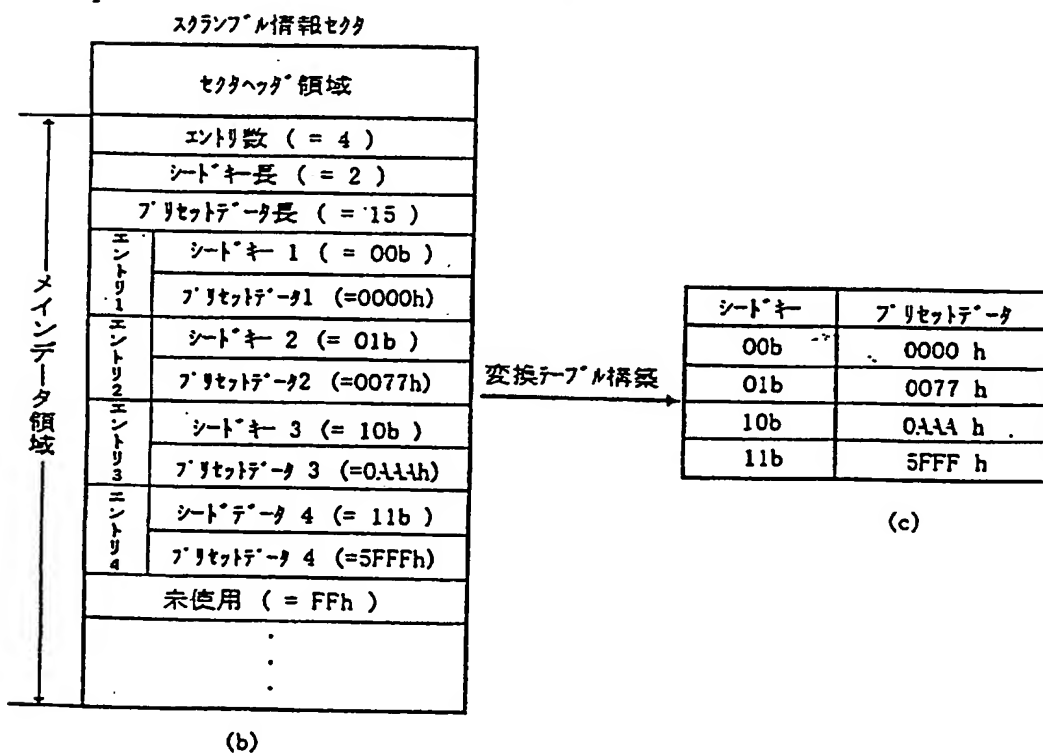 スクランブル情報セクタ
セクタヘッダ領域
メインデータ領域
エントリ数 ( = 4 )
シードキー長 ( = 2 )
プリセットデータ長 ( = 15 )
エントリ1
シードキー 1 ( = 00b )
プリセットデータ1 (=0000h)
エントリ2
シードキー 2 (= 01b )
プリセットデータ2 (=0077h)
エントリ3
シードキー 3 (= 10b )
プリセットデータ 3 (=0AAAh)
エントリ4
シードデータ 4 (= 11b )
プリセットデータ 4 (=5FFFh)
未使用 ( = FFh )
(b)
変換テーブル構築
シードキー プリセットデータ
00b 0000 h
01b 0077 h
10b 0AAA h
11b 5FFF h
(c)